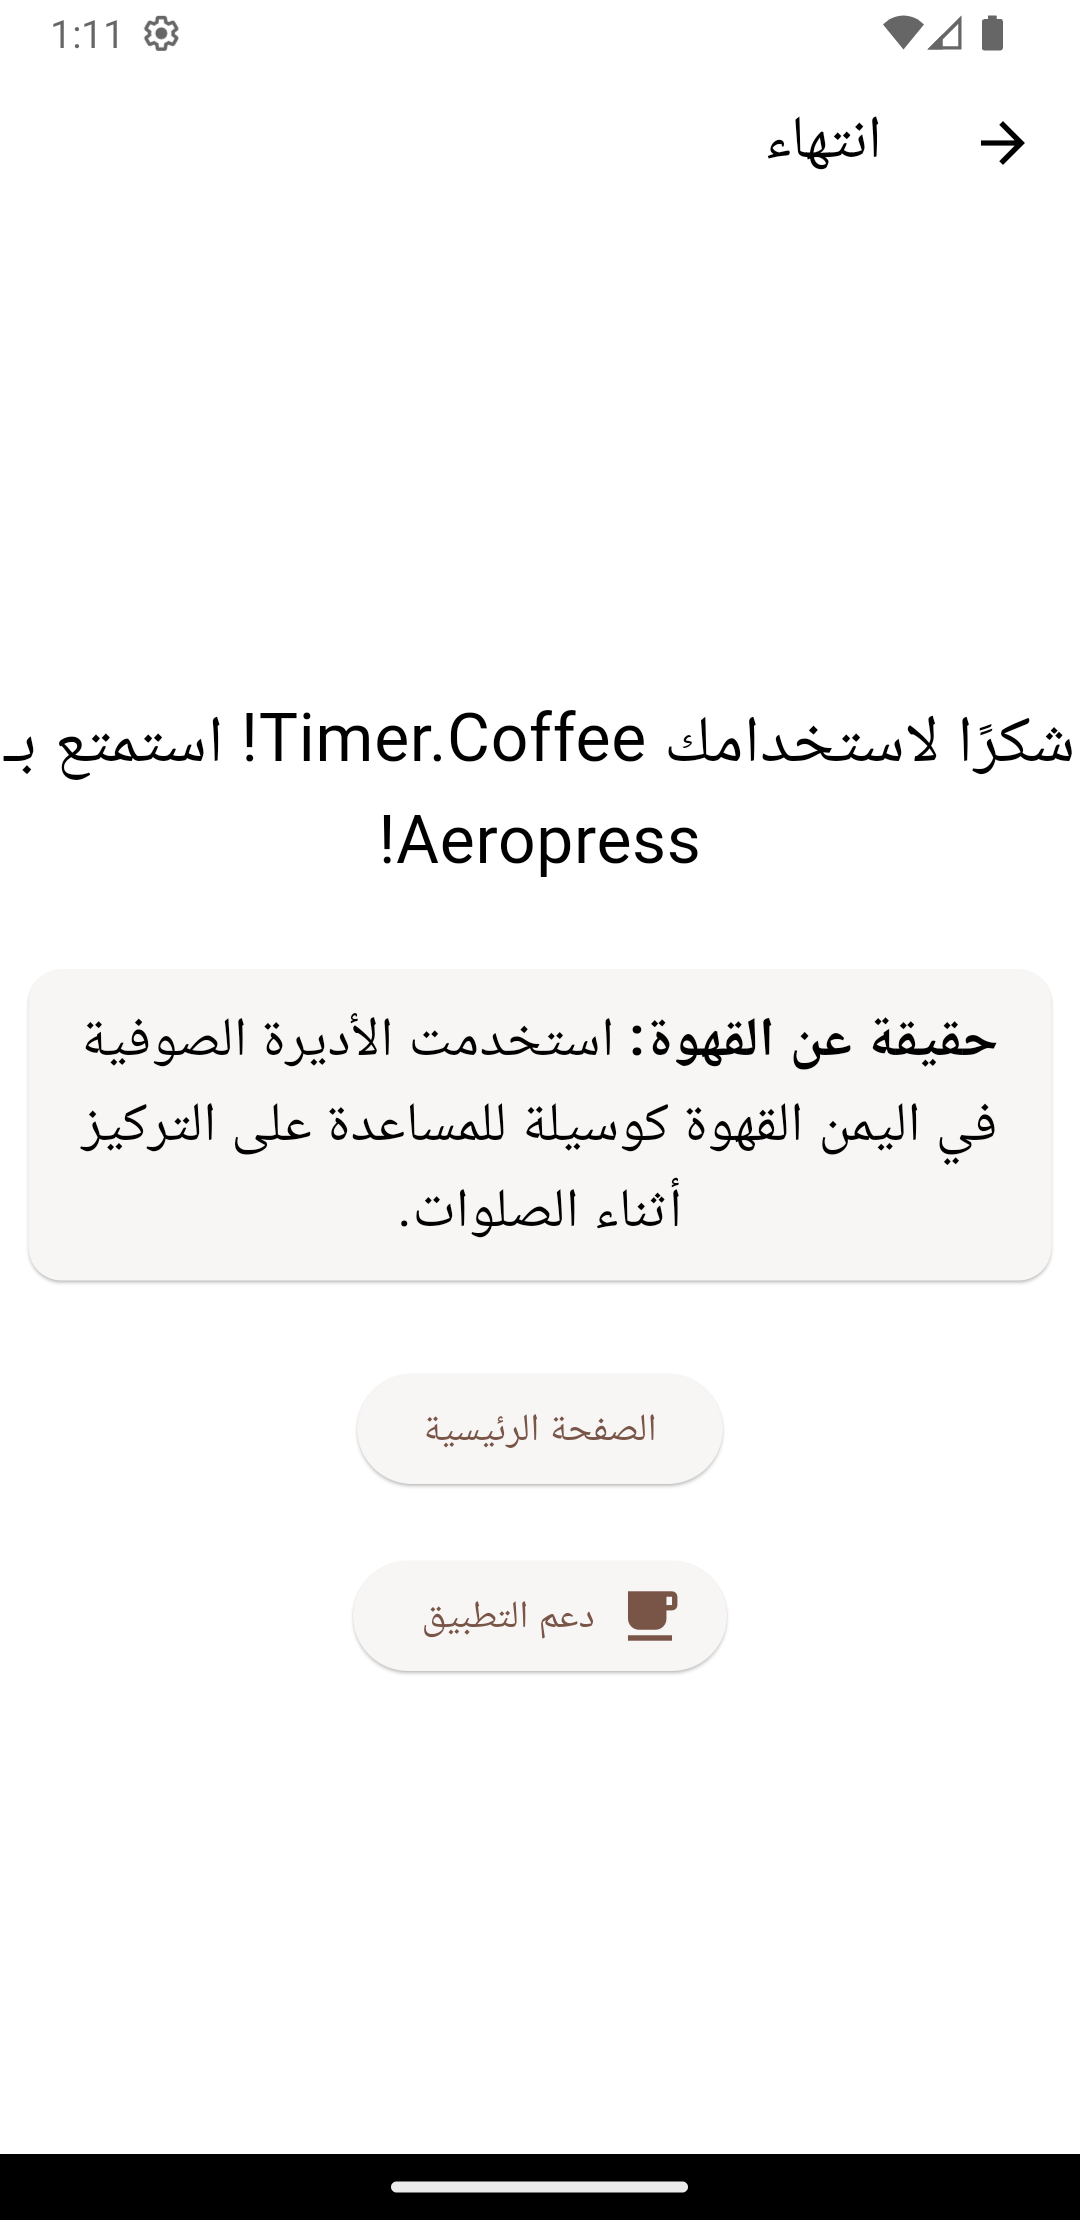 1:11
انتهاء
شكرًا لاستخدامك Timer.Coffee! استمتع بـ
Aeropress!
حقيقة عن القهوة: استخدمت الأديرة الصوفية
في اليمن القهوة كوسيلة للمساعدة على التركيز
أثناء الصلوات.
الصفحة الرئيسية
دعم التطبيق